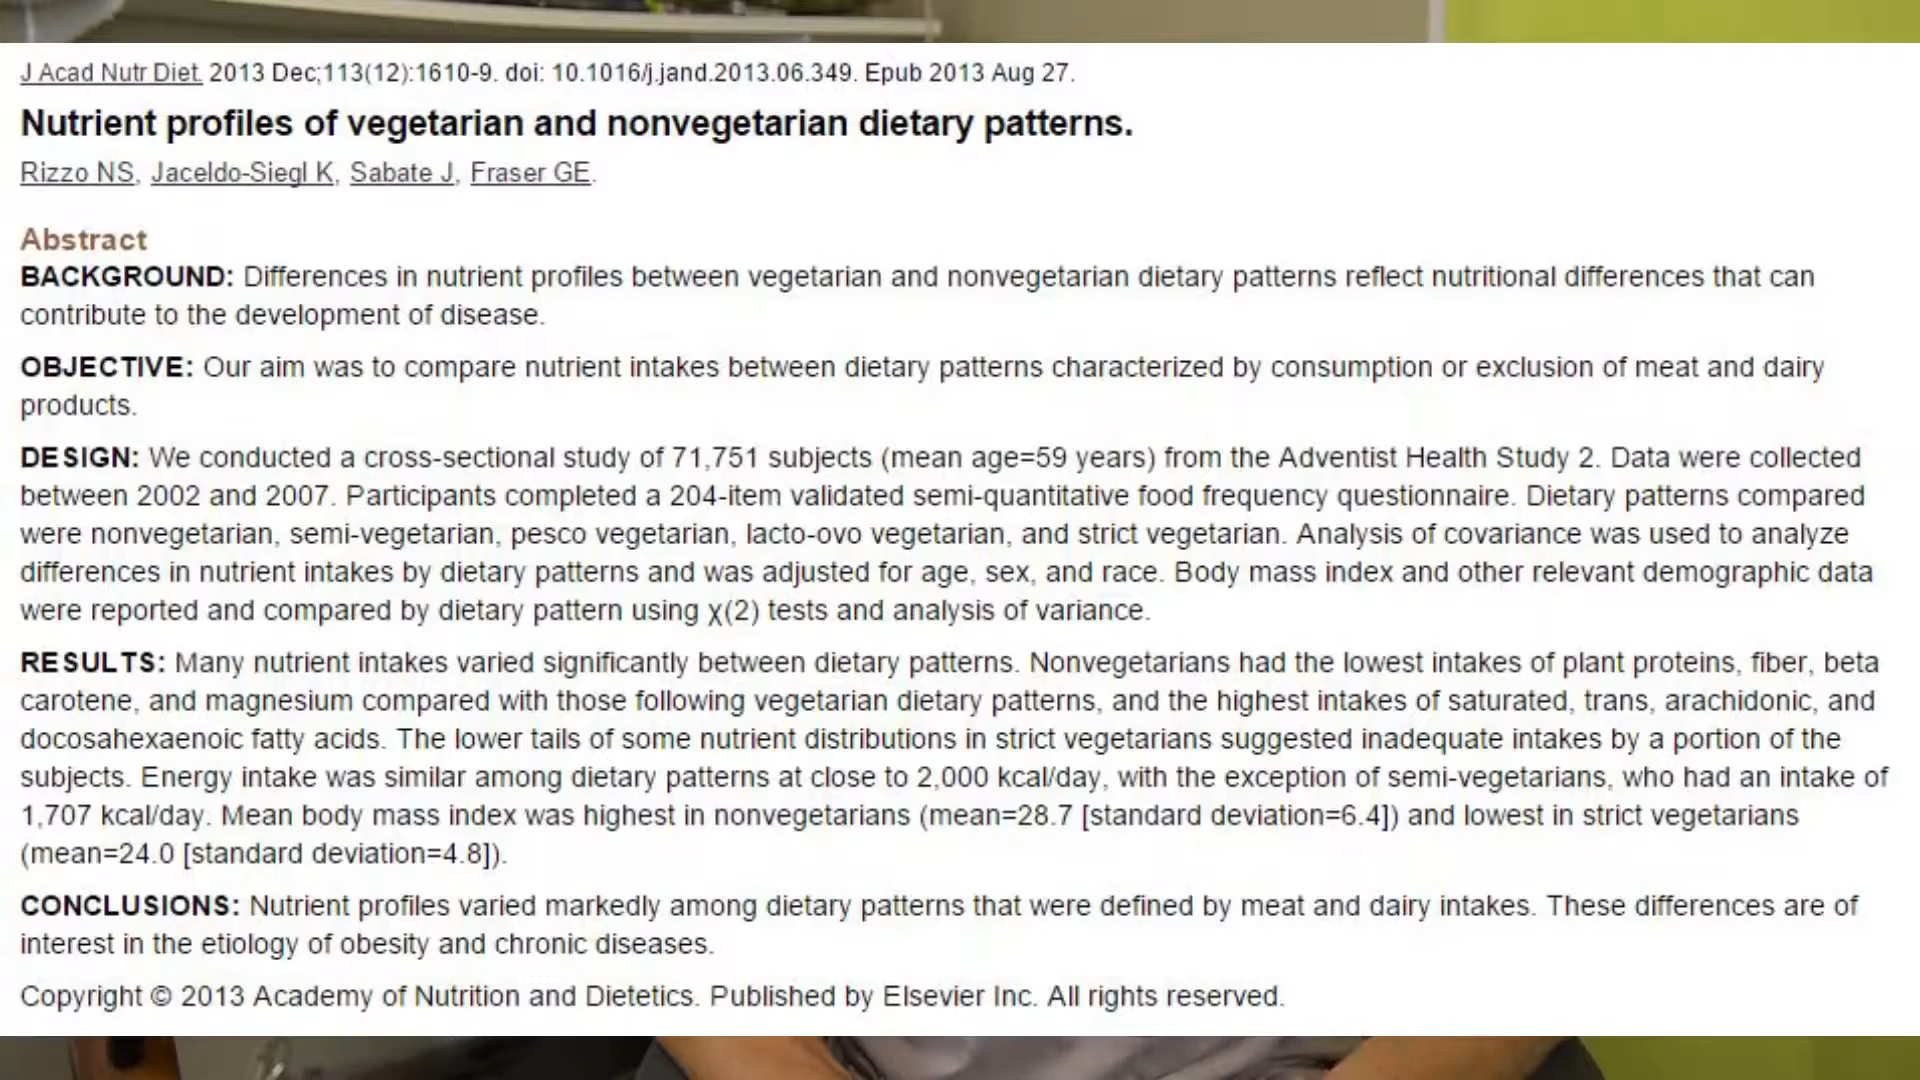 J Acad Nutr Diet. 2013 Dec;113(12):1610-9. doi: 10.1016/j.jand.2013.06.349. Epub 2013 Aug 27.
Nutrient profiles of vegetarian and nonvegetarian dietary patterns.
Rizzo NS, Jaceldo-Siegl K, Sabate J, Fraser GE.
Abstract
BACKGROUND: Differences in nutrient profiles between vegetarian and nonvegetarian dietary patterns reflect nutritional differences that can
contribute to the development of disease.
OBJECTIVE: Our aim was to compare nutrient intakes between dietary patterns characterized by consumption or exclusion of meat and dairy
products.
DESIGN: We conducted a cross-sectional study of 71,751 subjects (mean age=59 years) from the Adventist Health Study 2. Data were collected
between 2002 and 2007. Participants completed a 204-item validated semi-quantitative food frequency questionnaire. Dietary patterns compared
were nonvegetarian, semi-vegetarian, pesco vegetarian, lacto-ovo vegetarian, and strict vegetarian. Analysis of covariance was used to analyze
differences in nutrient intakes by dietary patterns and was adjusted for age, sex, and race. Body mass index and other relevant demographic data
were reported and compared by dietary pattern using χ(2) tests and analysis of variance.
RESULTS: Many nutrient intakes varied significantly between dietary patterns. Nonvegetarians had the lowest intakes of plant proteins, fiber, beta
carotene, and magnesium compared with those following vegetarian dietary patterns, and the highest intakes of saturated, trans, arachidonic, and
docosahexaenoic fatty acids. The lower tails of some nutrient distributions in strict vegetarians suggested inadequate intakes by a portion of the
subjects. Energy intake was similar among dietary patterns at close to 2,000 kcal/day, with the exception of semi-vegetarians, who had an intake of
1,707 kcal/day. Mean body mass index was highest in nonvegetarians (mean=28.7 [standard deviation=6.4]) and lowest in strict vegetarians
(mean=24.0 [standard deviation=4.8]).
CONCLUSIONS: Nutrient profiles varied markedly among dietary patterns that were defined by meat and dairy intakes. These differences are of
interest in the etiology of obesity and chronic diseases.
Copyright © 2013 Academy of Nutrition and Dietetics. Published by Elsevier Inc. All rights reserved.